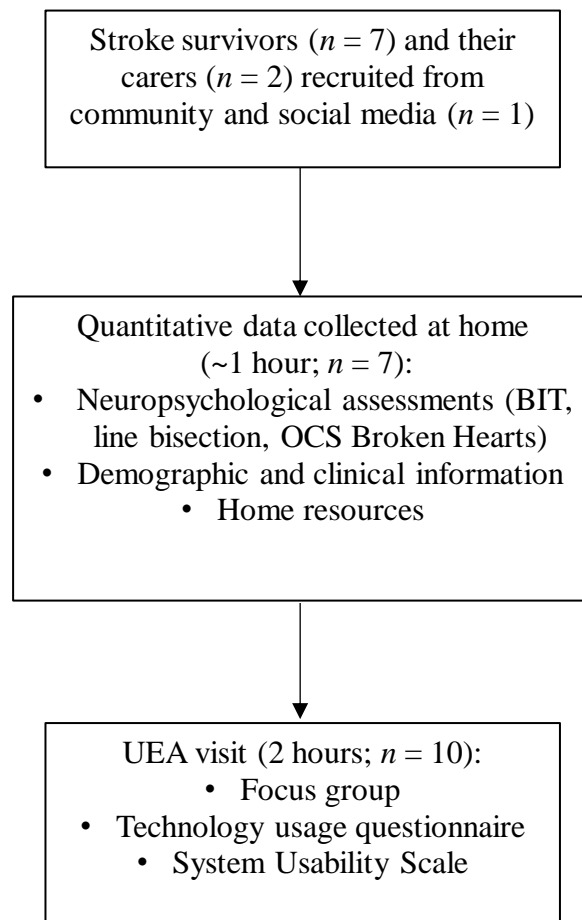 Stroke survivors (n = 7) and their
carers (n = 2) recruited from
community and social media (n = 1)
Quantitative data collected at home
(~1 hour; n = 7):
• Neuropsychological assessments (BIT,
line bisection, OCS Broken Hearts)
• Demographic and clinical information
• Home resources
UEA visit (2 hours; n = 10):
• Focus group
• Technology usage questionnaire
• System Usability Scale